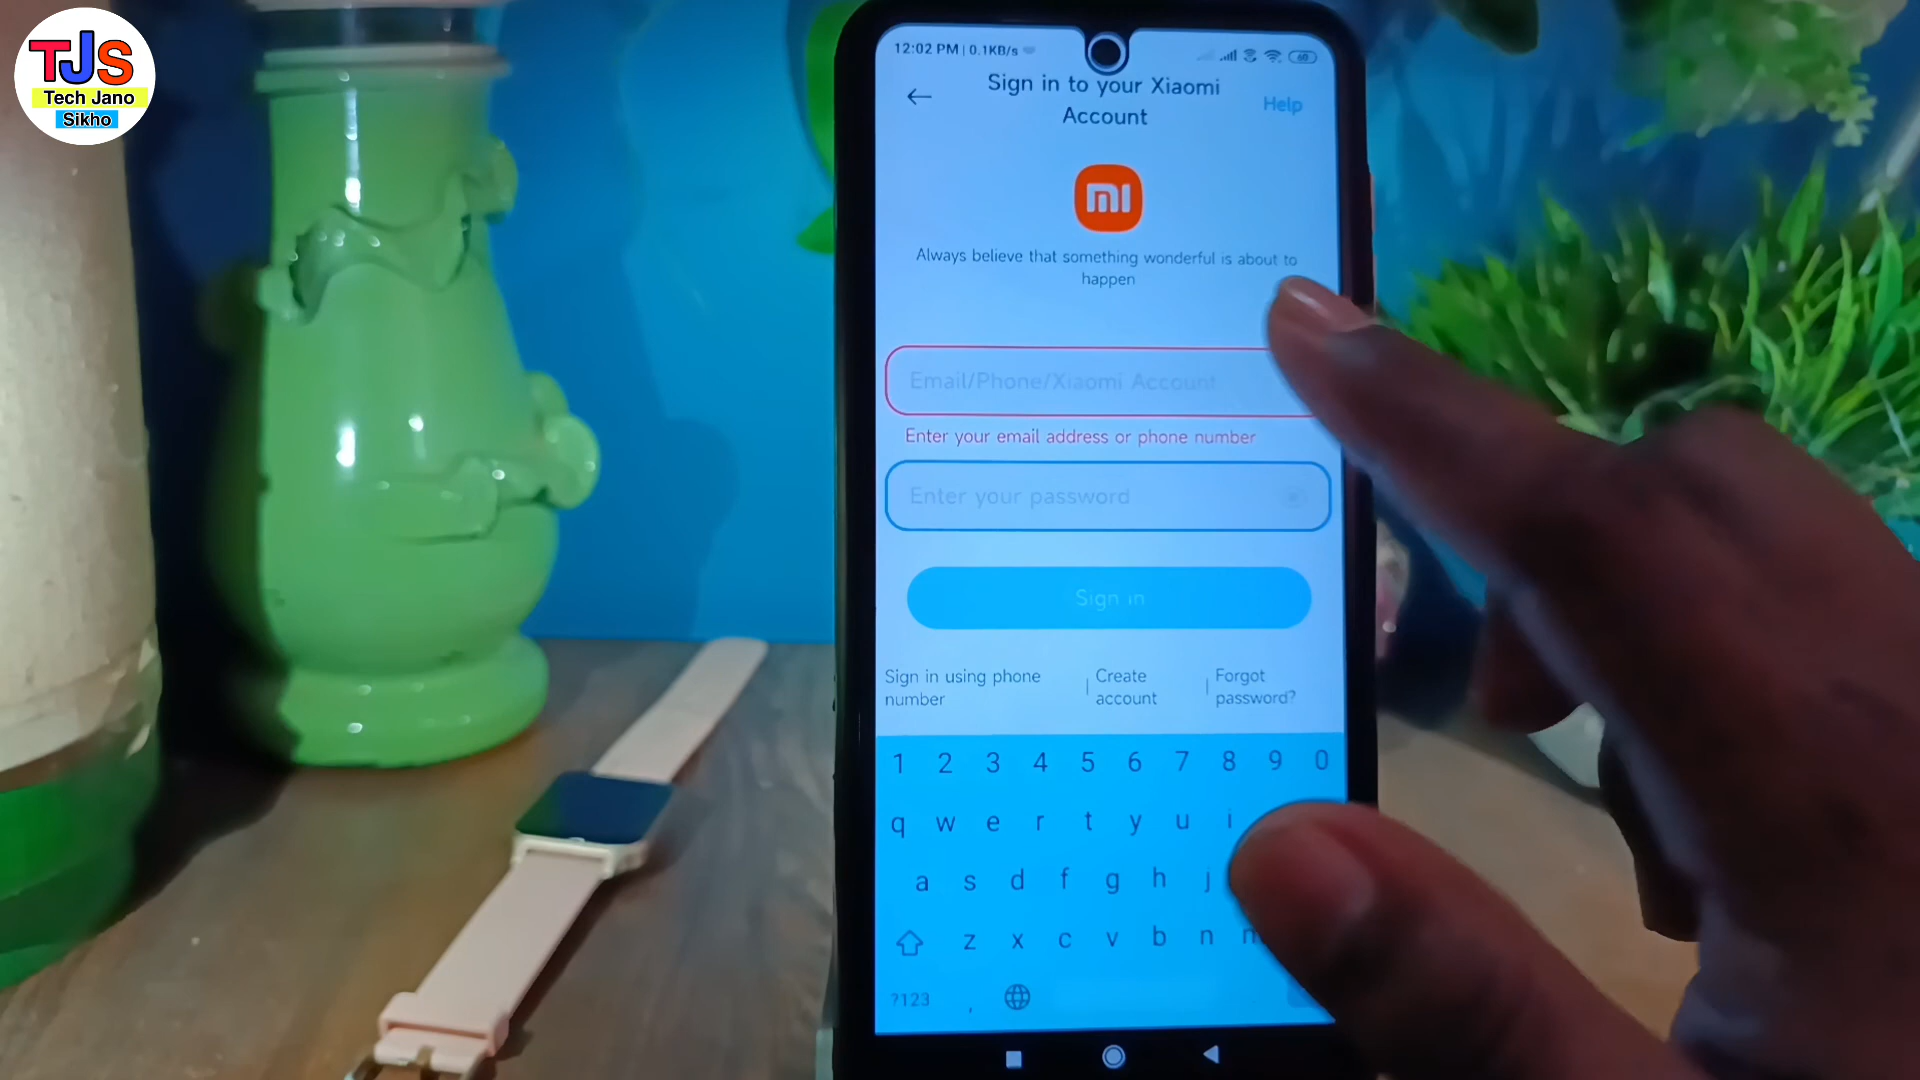 TJS
Tech Jano
Sikho
12:02 PM | 0.1KB/s
60
Sign in to your Xiaomi
Account
Help
mi
Always believe that something wonderful is about to
happen
Email/Phone/Xiaomi Account
Enter your email address or phone number
Enter your password
Sign in
Sign in using phone
number
| Create
account
| Forgot
password?
1 2 3 4 5 6 7 8 9 0
q w e r t y u i
a s d f g h j
z x c v b n m
?123 ,